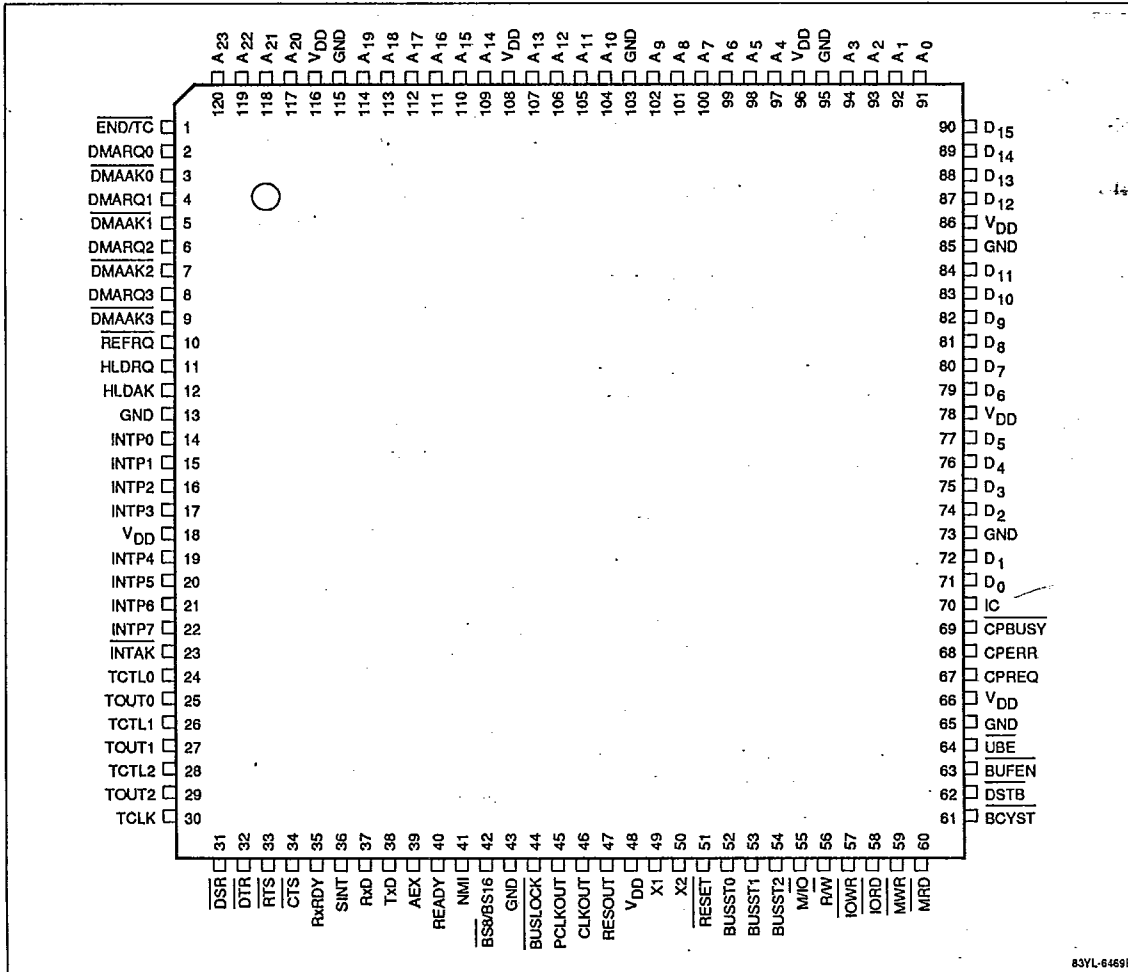 A23
A22
A21
A20
VDD
GND
A19
A18
A17
A16
A15
A14
VDD
A13
A12
A11
A10
GND
A9
A8
A7
A6
A5
A4
VDD
GND
A3
A2
A1
A0
120
119
118
117
116
115
114
113
112
111
110
109
108
107
106
105
104
103
102
101
100
99
98
97
96
95
94
93
92
91
END/TC 1
DMARQ0 2
DMAAK0 3
DMARQ1 4
DMAAK1 5
DMARQ2 6
DMAAK2 7
DMARQ3 8
DMAAK3 9
REFRQ 10
HLDRQ 11
HLDAK 12
GND 13
INTP0 14
INTP1 15
INTP2 16
INTP3 17
VDD 18
INTP4 19
INTP5 20
INTP6 21
INTP7 22
INTAK 23
TCTL0 24
TOUT0 25
TCTL1 26
TOUT1 27
TCTL2 28
TOUT2 29
TCLK 30
90 D15
89 D14
88 D13
87 D12
86 VDD
85 GND
84 D11
83 D10
82 D9
81 D8
80 D7
79 D6
78 VDD
77 D5
76 D4
75 D3
74 D2
73 GND
72 D1
71 D0
70 IC
69 CPBUSY
68 CPERR
67 CPREQ
66 VDD
65 GND
64 UBE
63 BUFEN
62 DSTB
61 BCYST
31
32
33
34
35
36
37
38
39
40
41
42
43
44
45
46
47
48
49
50
51
52
53
54
55
56
57
58
59
60
DSR
DTR
RTS
CTS
RxRDY
SINT
RxD
TxD
AEX
READY
NMI
BS8/BS16
GND
BUSLOCK
PCLKOUT
CLKOUT
RESOUT
VDD
X1
X2
RESET
BUSST0
BUSST1
BUSST2
M/IO
R/W
IOWR
IORD
MWR
MRD